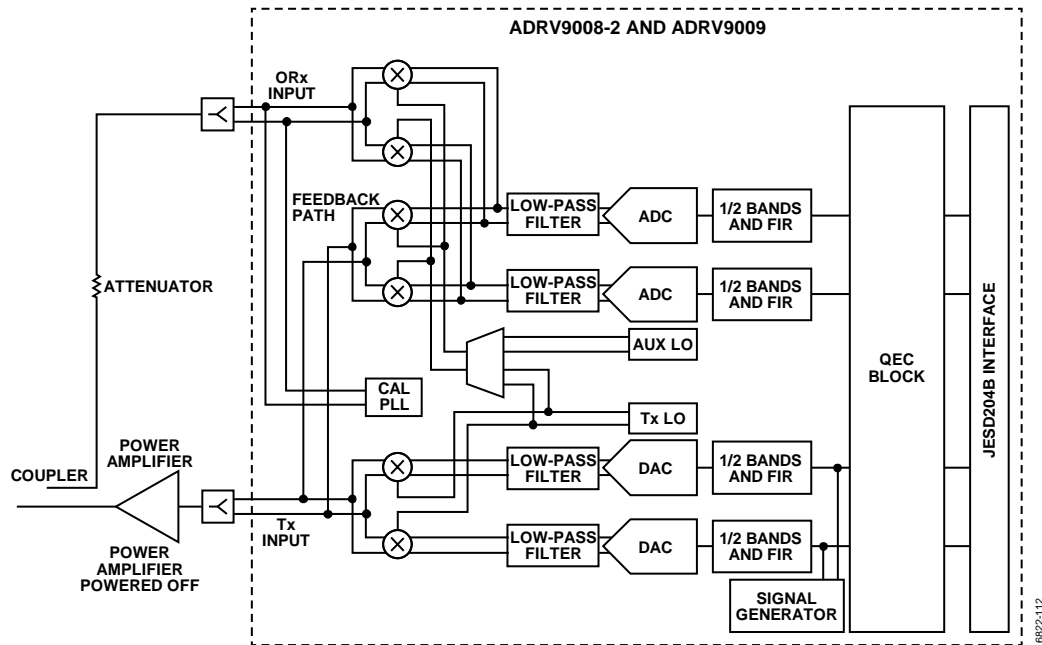 ADRV9008-2 AND ADRV9009
ORx
INPUT
FEEDBACK
PATH
LOW-PASS
FILTER
ADC
1/2 BANDS
AND FIR
LOW-PASS
FILTER
ADC
1/2 BANDS
AND FIR
ATTENUATOR
AUX LO
QEC
BLOCK
JESD204B INTERFACE
CAL
PLL
Tx LO
POWER
AMPLIFIER
COUPLER
LOW-PASS
FILTER
DAC
1/2 BANDS
AND FIR
Tx
INPUT
LOW-PASS
FILTER
DAC
1/2 BANDS
AND FIR
POWER
AMPLIFIER
POWERED OFF
SIGNAL
GENERATOR
6822-112